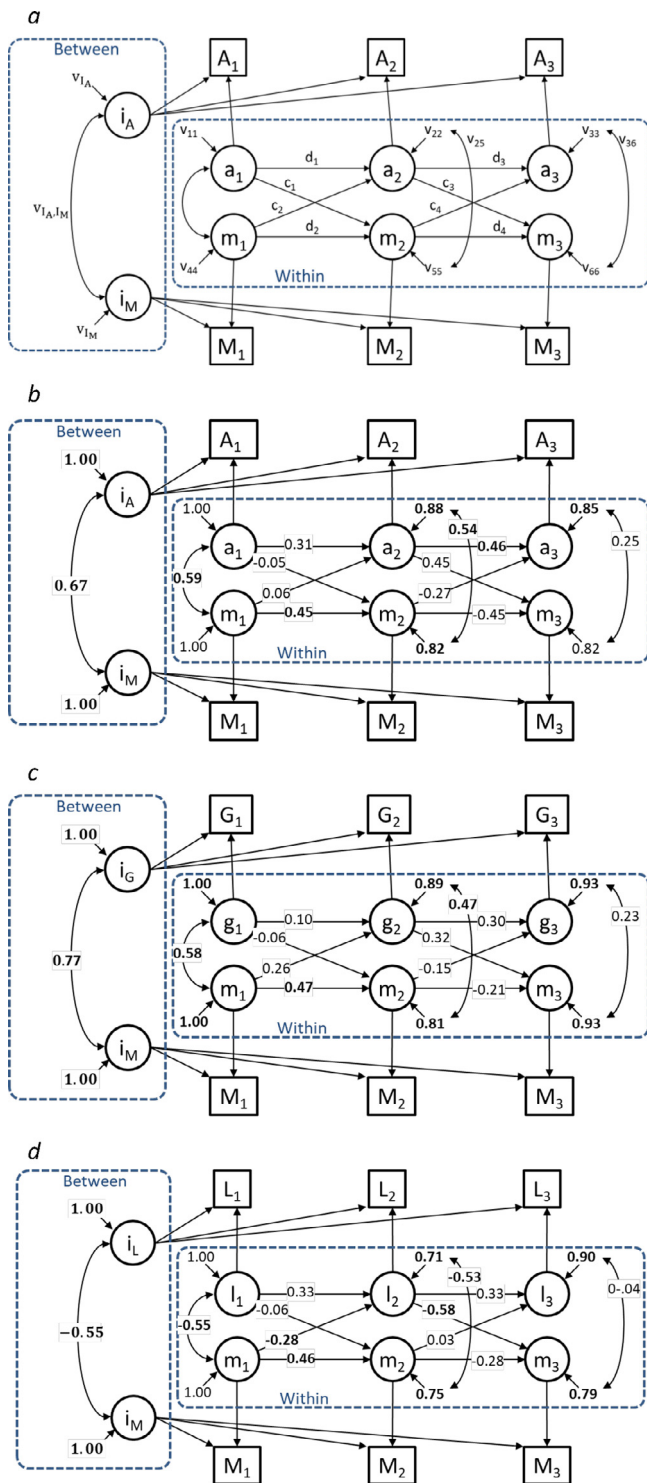 a
Between
A1 A2 A3
vIA
iA
v11 v22 v25 v33 v36
a1 d1 a2 d3 a3
c1 c3
c2 c4
vIA,IM
m1 d2 m2 d4 m3
v44 v55 v66
Within
iM
vIM
M1 M2 M3
b
Between
A1 A2 A3
1.00
iA
1.00 0.88 0.85
0.54
a1 0.31 a2 0.46 a3
0.25
-0.05 0.45
0.59
0.67
0.06 -0.27
m1 0.45 m2 -0.45 m3
1.00 0.82 0.82
Within
iM
1.00
M1 M2 M3
c
Between
G1 G2 G3
1.00
iG
1.00 0.89 0.93
0.47
g1 0.10 g2 0.30 g3
0.23
-0.06 0.32
0.58
0.77
0.26 -0.15
m1 0.47 m2 -0.21 m3
1.00 0.81 0.93
Within
iM
1.00
M1 M2 M3
d
Between
L1 L2 L3
1.00
iL
1.00 0.71 0.90
-0.53 0-.04
l1 0.33 l2 -0.33 l3
-0.06 -0.58
-0.55
−0.55
-0.28 0.03
m1 0.46 m2 -0.28 m3
1.00 0.75 0.79
Within
iM
1.00
M1 M2 M3